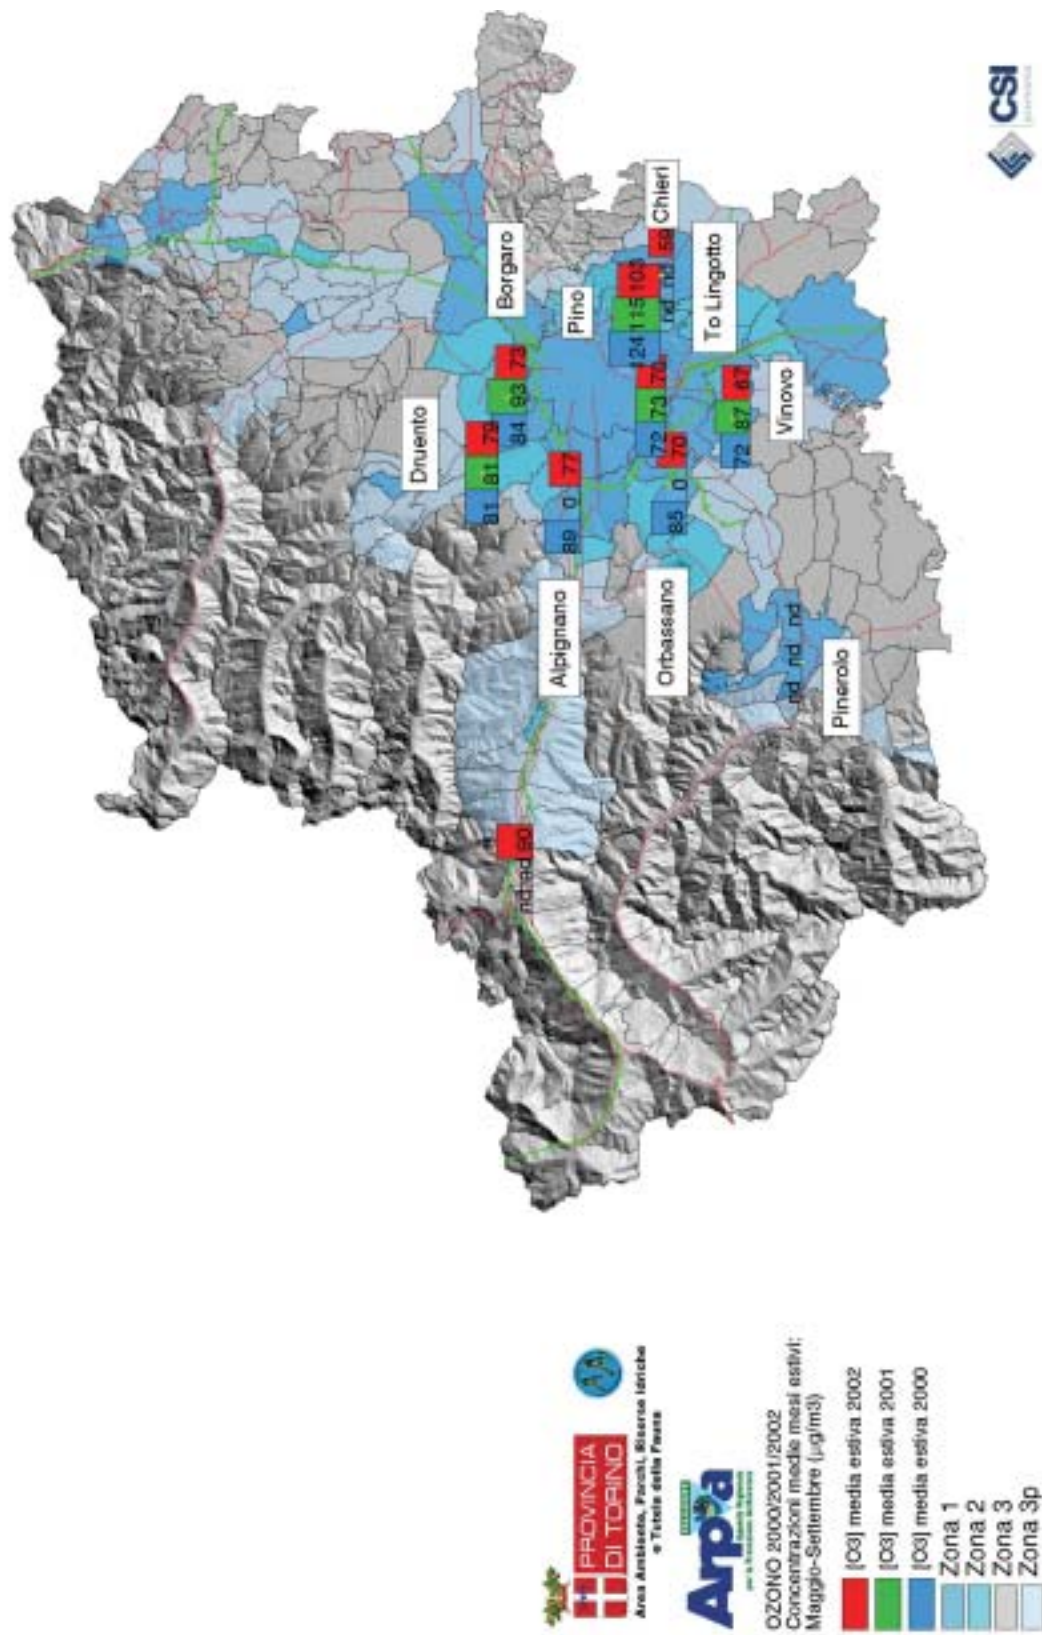 PROVINCIA
DI TORINO
Area Ambiente, Parchi, Risorse Idriche
e Tutela della Fauna
Arpa
OZONO 2000/2001/2002
Concentrazioni medie mesi estivi:
Maggio-Settembre (µg/m3)
[O3] media estiva 2002
[O3] media estiva 2001
[O3] media estiva 2000
Zona 1
Zona 2
Zona 3
Zona 3p
Druento
81 81 79
Borgaro
84 93 73
Alpignano
89 0 77
nd nd 90
Pino
124 115 103
Chieri
nd nd 59
To Lingotto
72 73 70
Orbassano
85 0 70
Vinovo
72 87 67
Pinerolo
nd nd nd
CSI